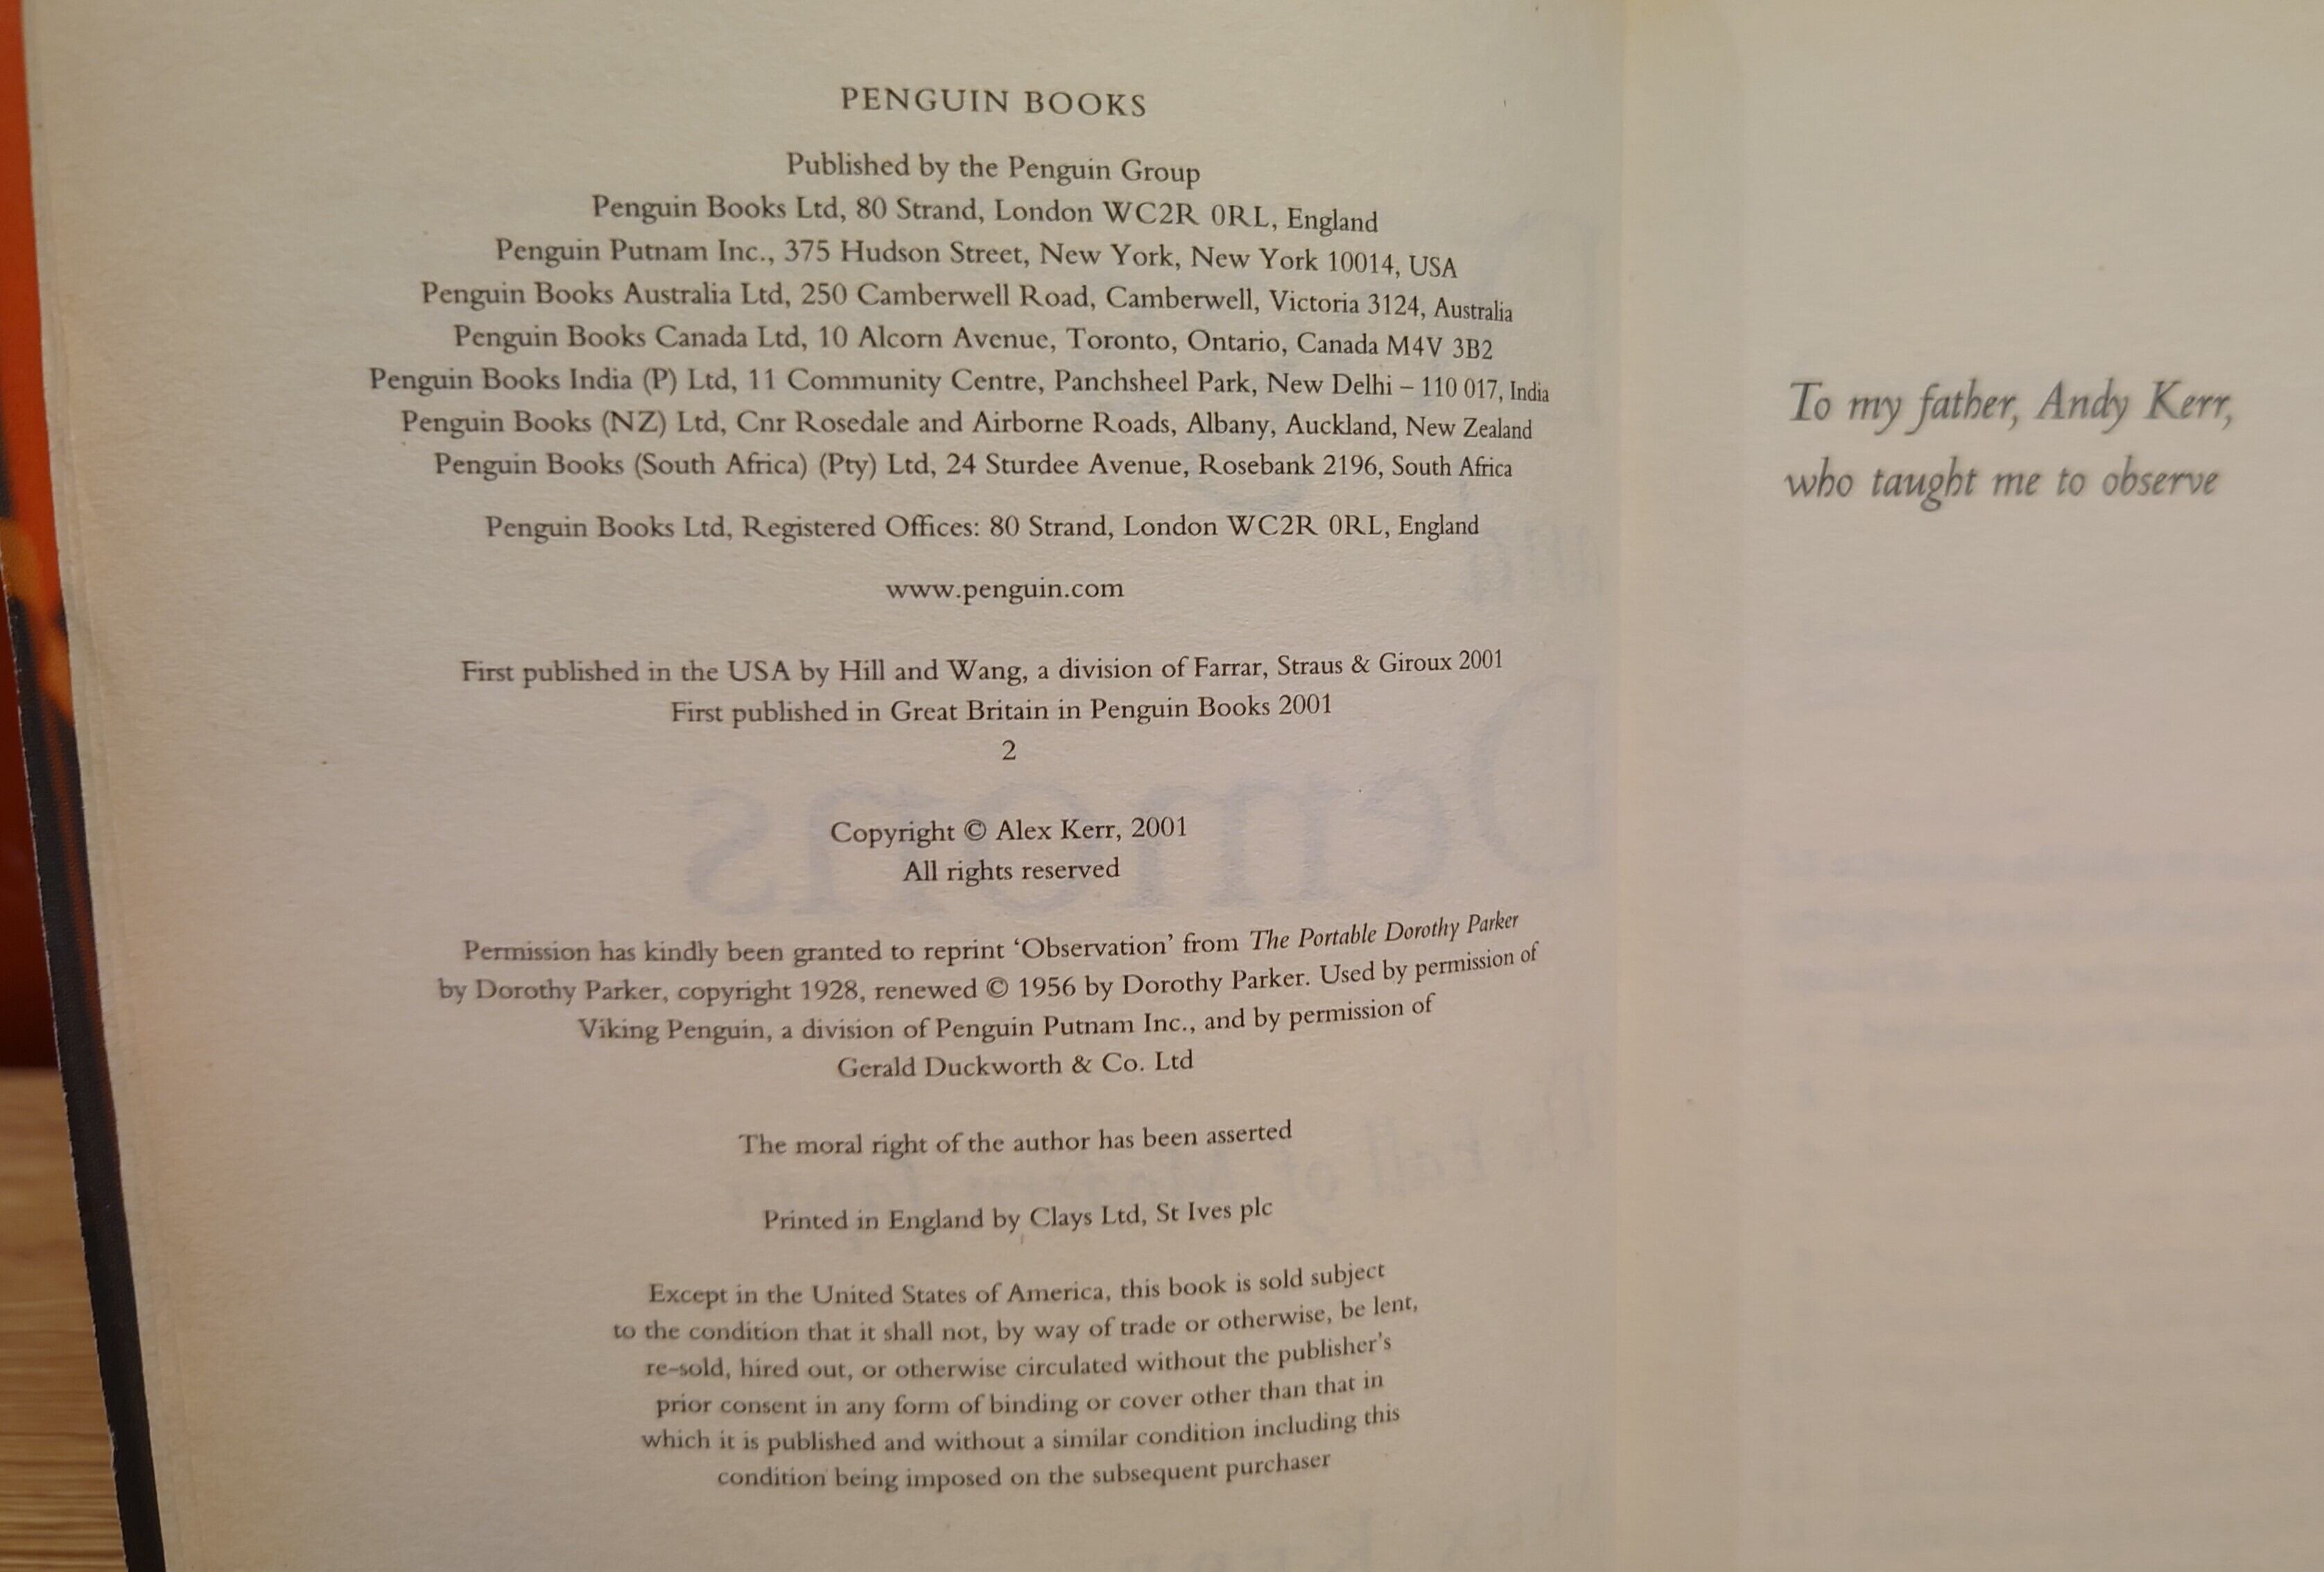 PENGUIN BOOKS
Published by the Penguin Group
Penguin Books Ltd, 80 Strand, London WC2R 0RL, England
Penguin Putnam Inc., 375 Hudson Street, New York, New York 10014, USA
Penguin Books Australia Ltd, 250 Camberwell Road, Camberwell, Victoria 3124, Australia
Penguin Books Canada Ltd, 10 Alcorn Avenue, Toronto, Ontario, Canada M4V 3B2
Penguin Books India (P) Ltd, 11 Community Centre, Panchsheel Park, New Delhi – 110 017, India
Penguin Books (NZ) Ltd, Cnr Rosedale and Airborne Roads, Albany, Auckland, New Zealand
Penguin Books (South Africa) (Pty) Ltd, 24 Sturdee Avenue, Rosebank 2196, South Africa
Penguin Books Ltd, Registered Offices: 80 Strand, London WC2R 0RL, England
www.penguin.com
First published in the USA by Hill and Wang, a division of Farrar, Straus & Giroux 2001
First published in Great Britain in Penguin Books 2001
2
Copyright © Alex Kerr, 2001
All rights reserved
Permission has kindly been granted to reprint ‘Observation’ from The Portable Dorothy Parker
by Dorothy Parker, copyright 1928, renewed © 1956 by Dorothy Parker. Used by permission of
Viking Penguin, a division of Penguin Putnam Inc., and by permission of
Gerald Duckworth & Co. Ltd
The moral right of the author has been asserted
Printed in England by Clays Ltd, St Ives plc
Except in the United States of America, this book is sold subject
to the condition that it shall not, by way of trade or otherwise, be lent,
re-sold, hired out, or otherwise circulated without the publisher's
prior consent in any form of binding or cover other than that in
which it is published and without a similar condition including this
condition being imposed on the subsequent purchaser
To my father, Andy Kerr,
who taught me to observe